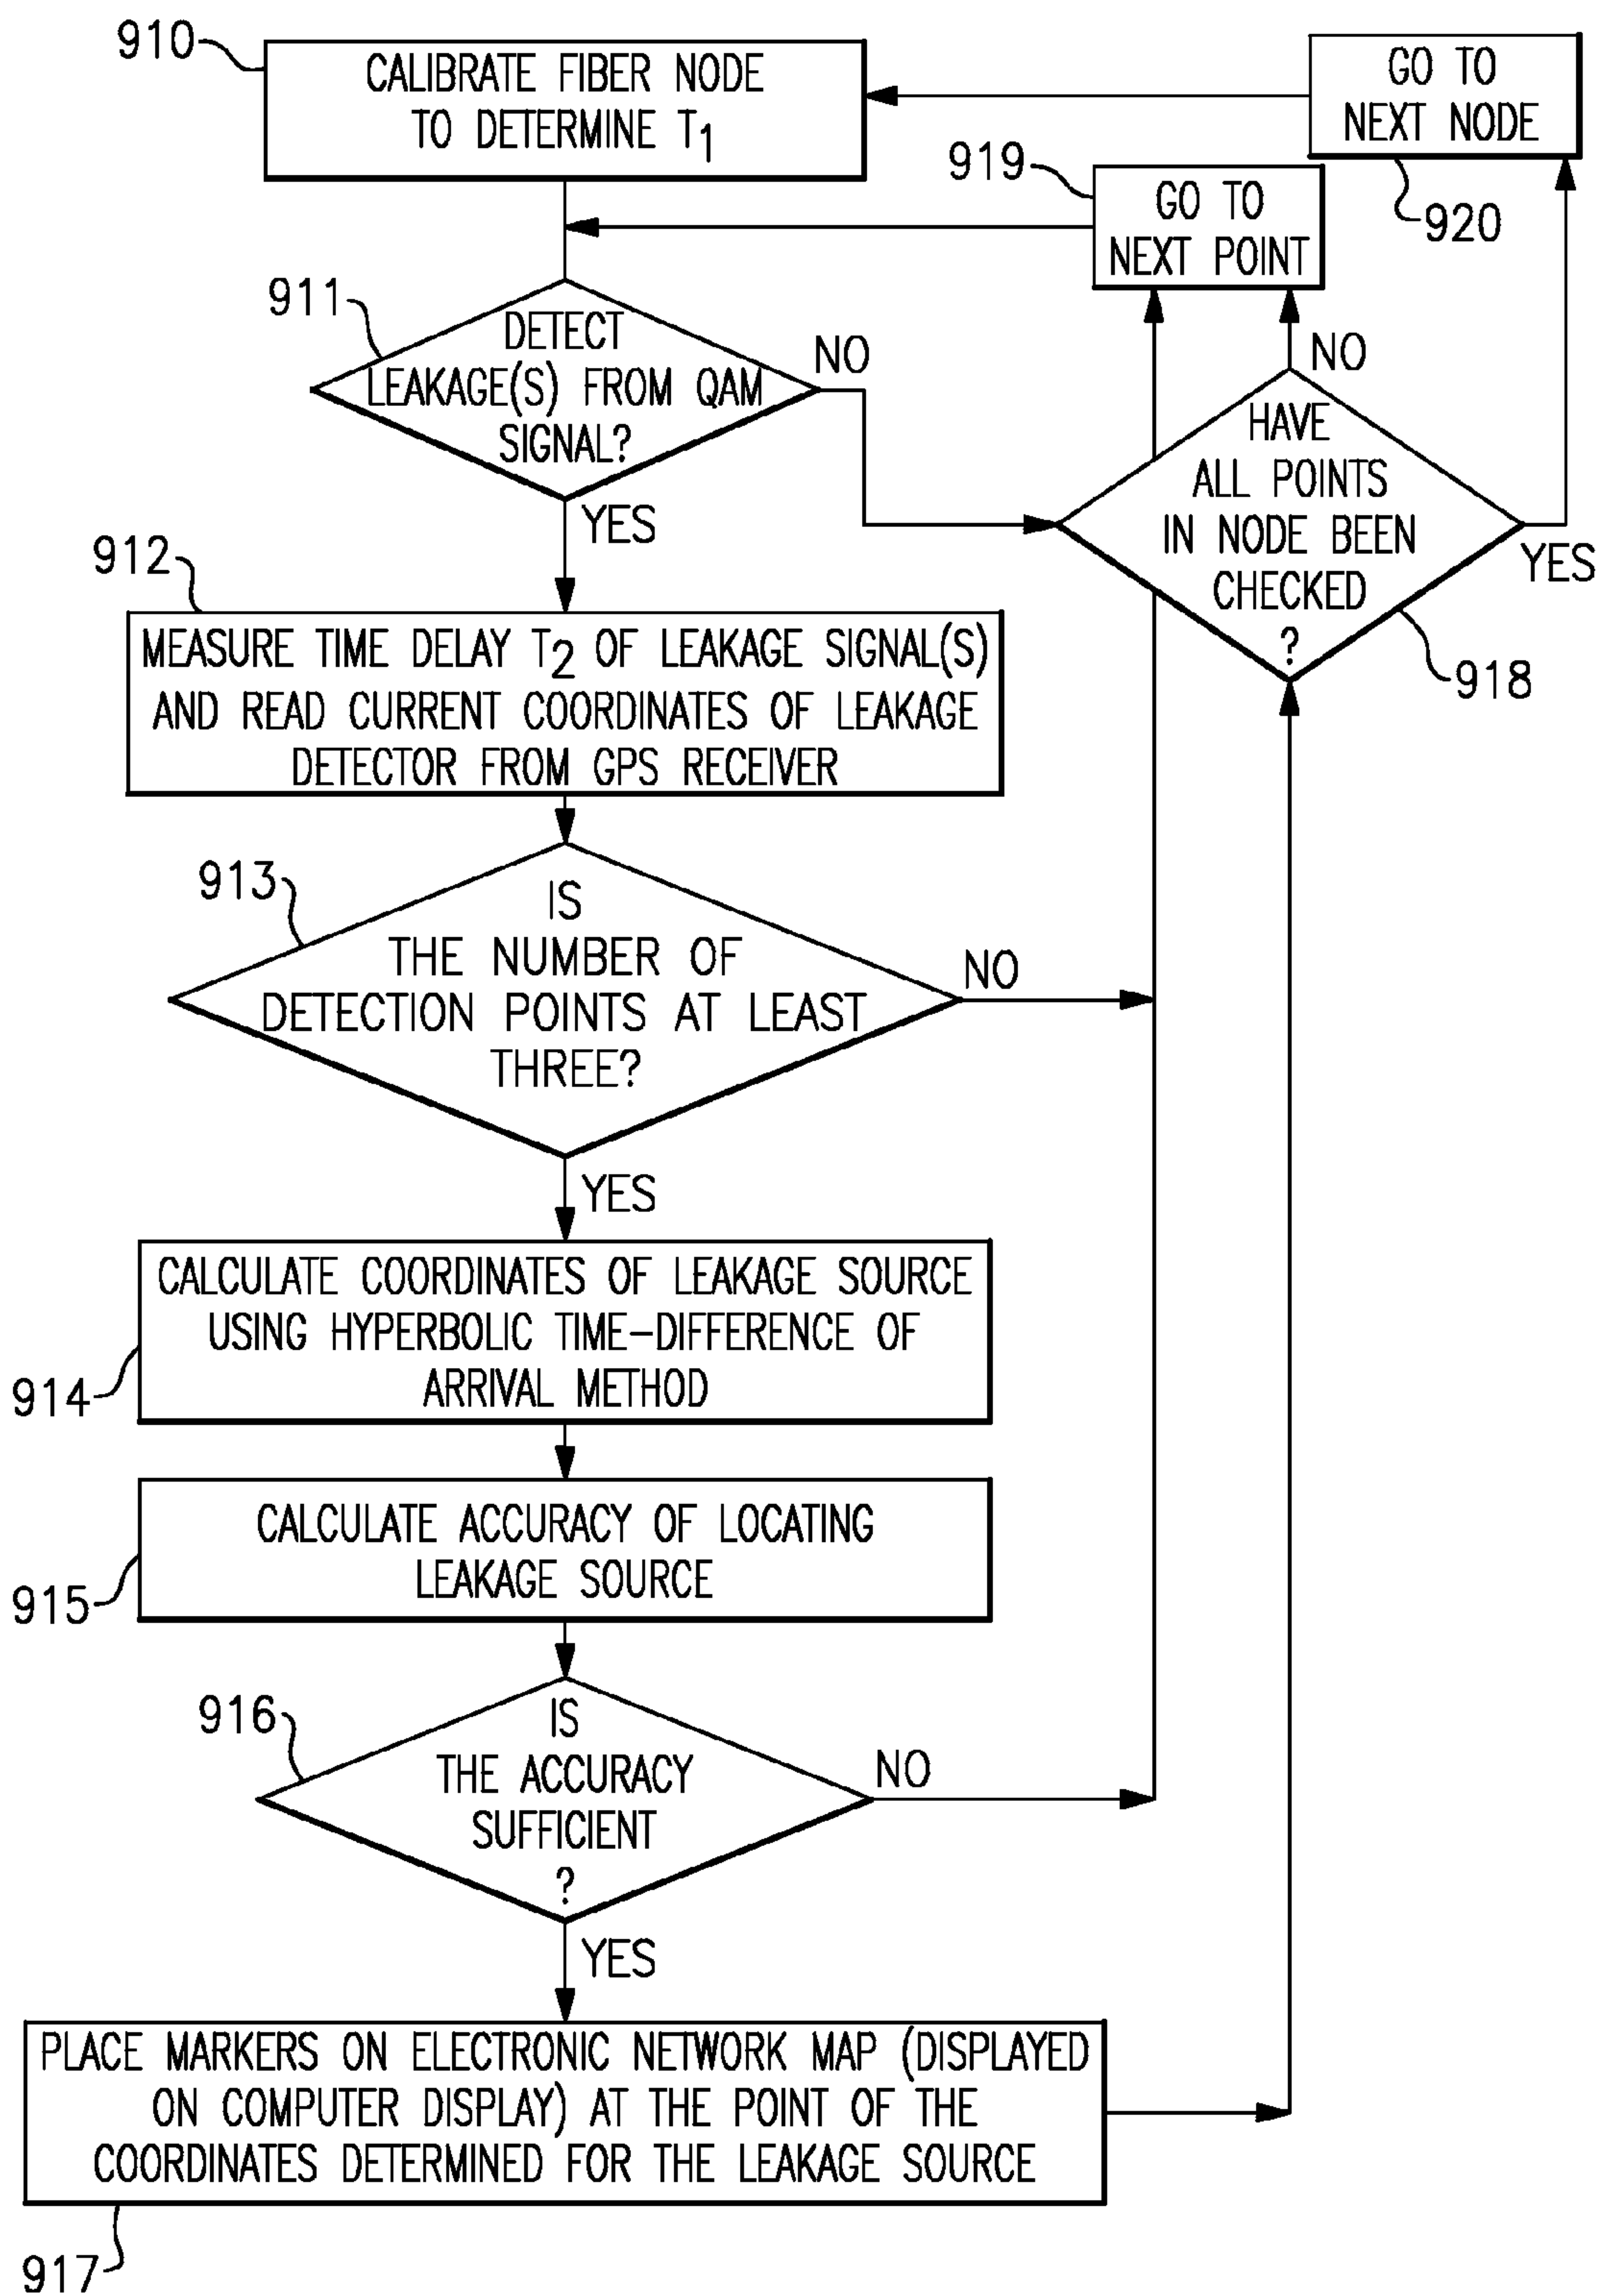 910
CALIBRATE FIBER NODE
TO DETERMINE T1
GO TO
NEXT NODE
920
919
GO TO
NEXT POINT
911
DETECT
LEAKAGE(S) FROM QAM
SIGNAL?
NO
YES
NO
HAVE
ALL POINTS
IN NODE BEEN
CHECKED
?
YES
918
912
MEASURE TIME DELAY T2 OF LEAKAGE SIGNAL(S)
AND READ CURRENT COORDINATES OF LEAKAGE
DETECTOR FROM GPS RECEIVER
913
IS
THE NUMBER OF
DETECTION POINTS AT LEAST
THREE?
NO
YES
CALCULATE COORDINATES OF LEAKAGE SOURCE
USING HYPERBOLIC TIME-DIFFERENCE OF
ARRIVAL METHOD
914
CALCULATE ACCURACY OF LOCATING
LEAKAGE SOURCE
915
916
IS
THE ACCURACY
SUFFICIENT
?
NO
YES
PLACE MARKERS ON ELECTRONIC NETWORK MAP (DISPLAYED
ON COMPUTER DISPLAY) AT THE POINT OF THE
COORDINATES DETERMINED FOR THE LEAKAGE SOURCE
917